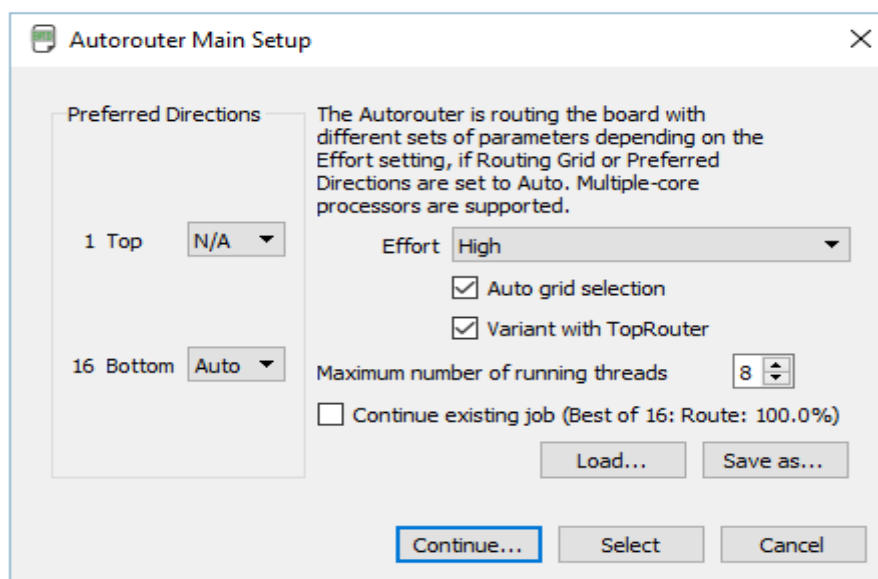 Autorouter Main Setup
Preferred Directions
1 Top N/A
16 Bottom Auto
The Autorouter is routing the board with
different sets of parameters depending on the
Effort setting, if Routing Grid or Preferred
Directions are set to Auto. Multiple-core
processors are supported.
Effort High
Auto grid selection
Variant with TopRouter
Maximum number of running threads 8
Continue existing job (Best of 16: Route: 100.0%)
Load... Save as...
Continue... Select Cancel